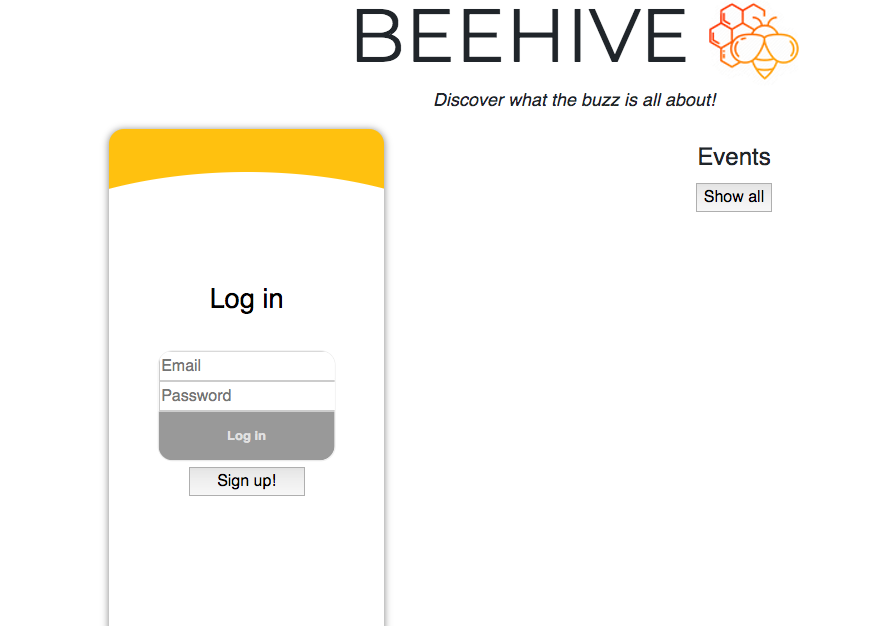 BEEHIVE
Discover what the buzz is all about!
Events
Show all
Log in
Email
Password
Log In
Sign up!